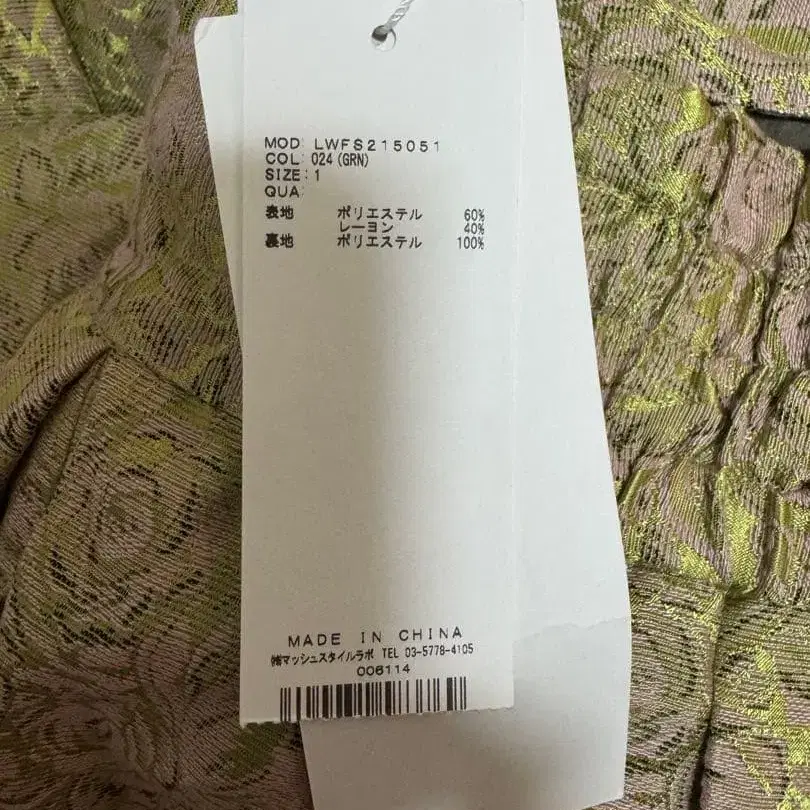 MOD: LWFS215051
COL: 024(GRN)
SIZE: 1
QUA:
表地 ポリエステル 60%
レーヨン 40%
裏地 ポリエステル 100%
MADE IN CHINA
㈱マッシュスタイルラボ TEL 03-5778-4105
006114